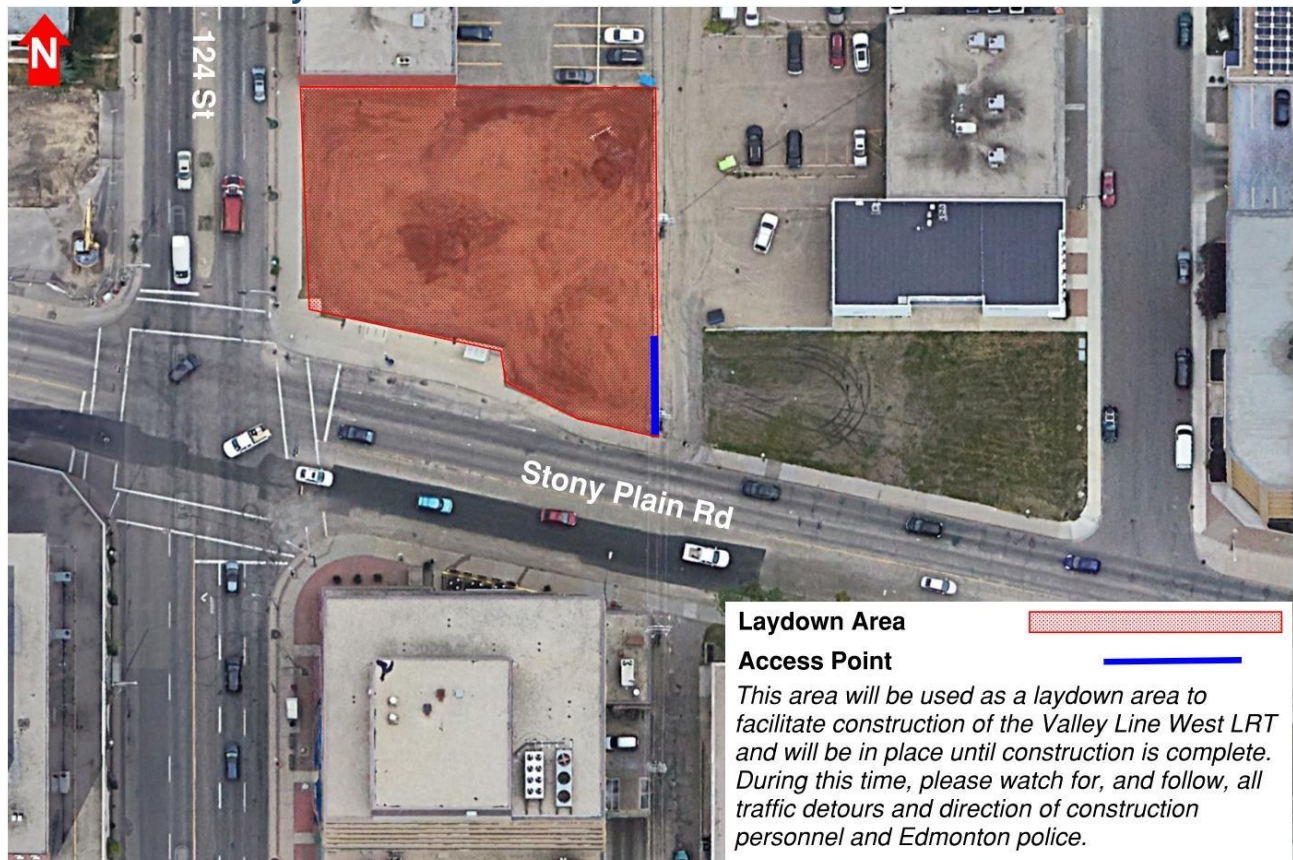 N
124 St
Stony Plain Rd
Laydown Area
Access Point
This area will be used as a laydown area to
facilitate construction of the Valley Line West LRT
and will be in place until construction is complete.
During this time, please watch for, and follow, all
traffic detours and direction of construction
personnel and Edmonton police.